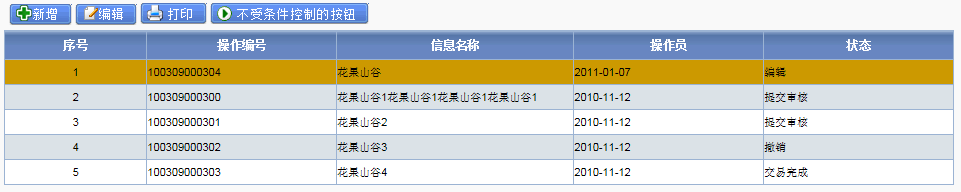 新增 编辑 打印 不受条件控制的按钮
序号 操作编号 信息名称 操作员 状态
1 100309000304 花果山谷 2011-01-07 编辑
2 100309000300 花果山谷1花果山谷1花果山谷1花果山谷1 2010-11-12 提交审核
3 100309000301 花果山谷2 2010-11-12 提交审核
4 100309000302 花果山谷3 2010-11-12 撤销
5 100309000303 花果山谷4 2010-11-12 交易完成